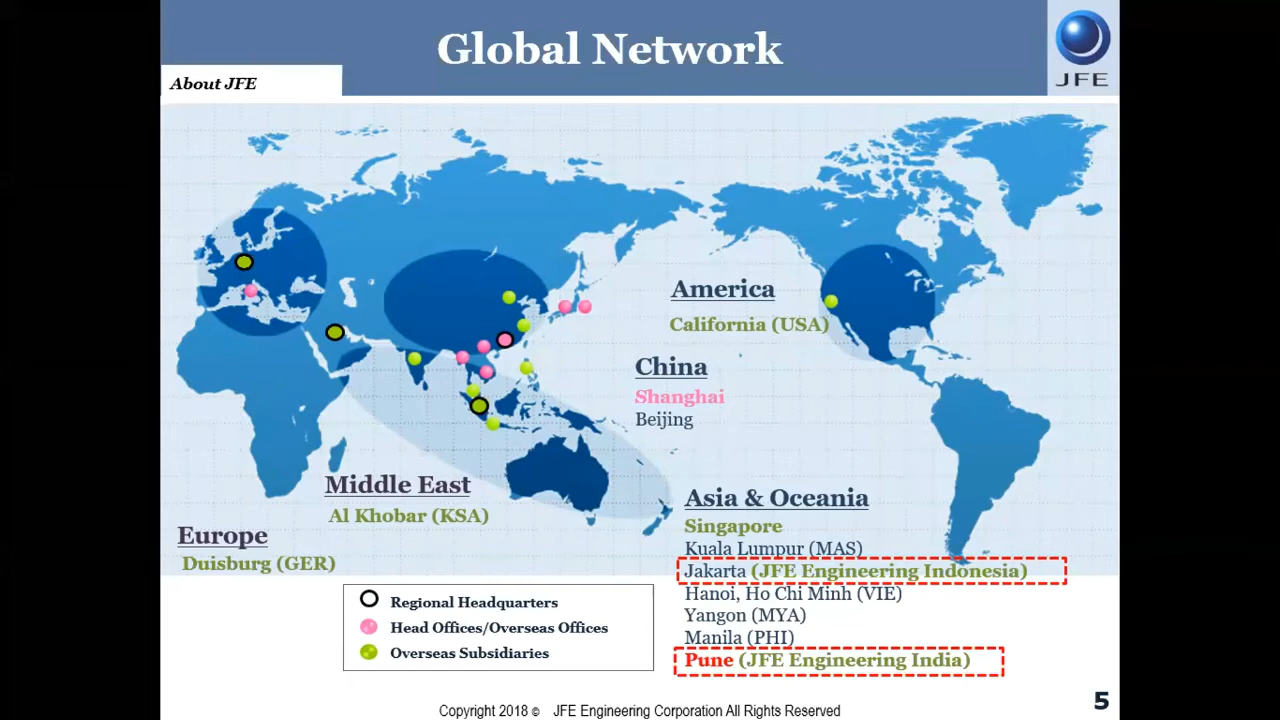 Global Network
About JFE
JFE
America
California (USA)
China
Shanghai
Beijing
Middle East
Al Khobar (KSA)
Europe
Duisburg (GER)
Asia & Oceania
Singapore
Kuala Lumpur (MAS)
Jakarta (JFE Engineering Indonesia)
Hanoi, Ho Chi Minh (VIE)
Yangon (MYA)
Manila (PHI)
Pune (JFE Engineering India)
Regional Headquarters
Head Offices/Overseas Offices
Overseas Subsidiaries
5
Copyright 2018 © JFE Engineering Corporation All Rights Reserved